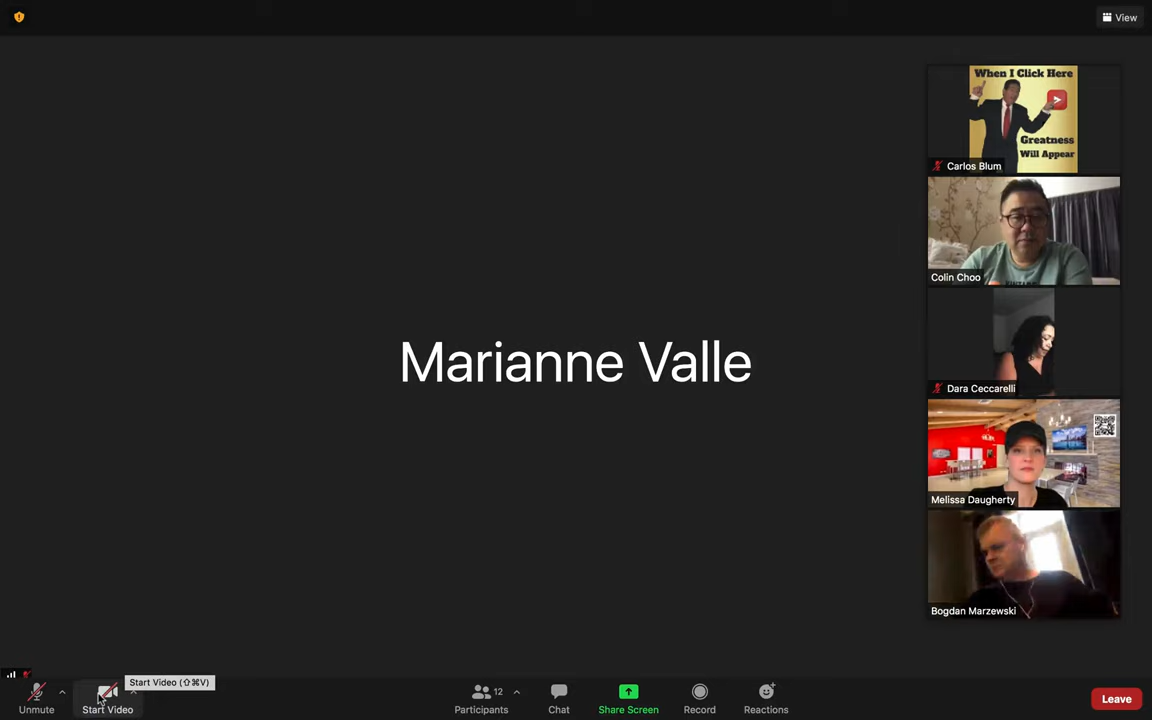 View
When I Click Here
Greatness
Will Appear
Carlos Blum
Colin Choo
Dara Ceccarelli
Marianne Valle
Melissa Daugherty
Bogdan Marzewski
Start Video (⇧⌘V)
Unmute
Start Video
12
Participants
Chat
Share Screen
Record
Reactions
Leave